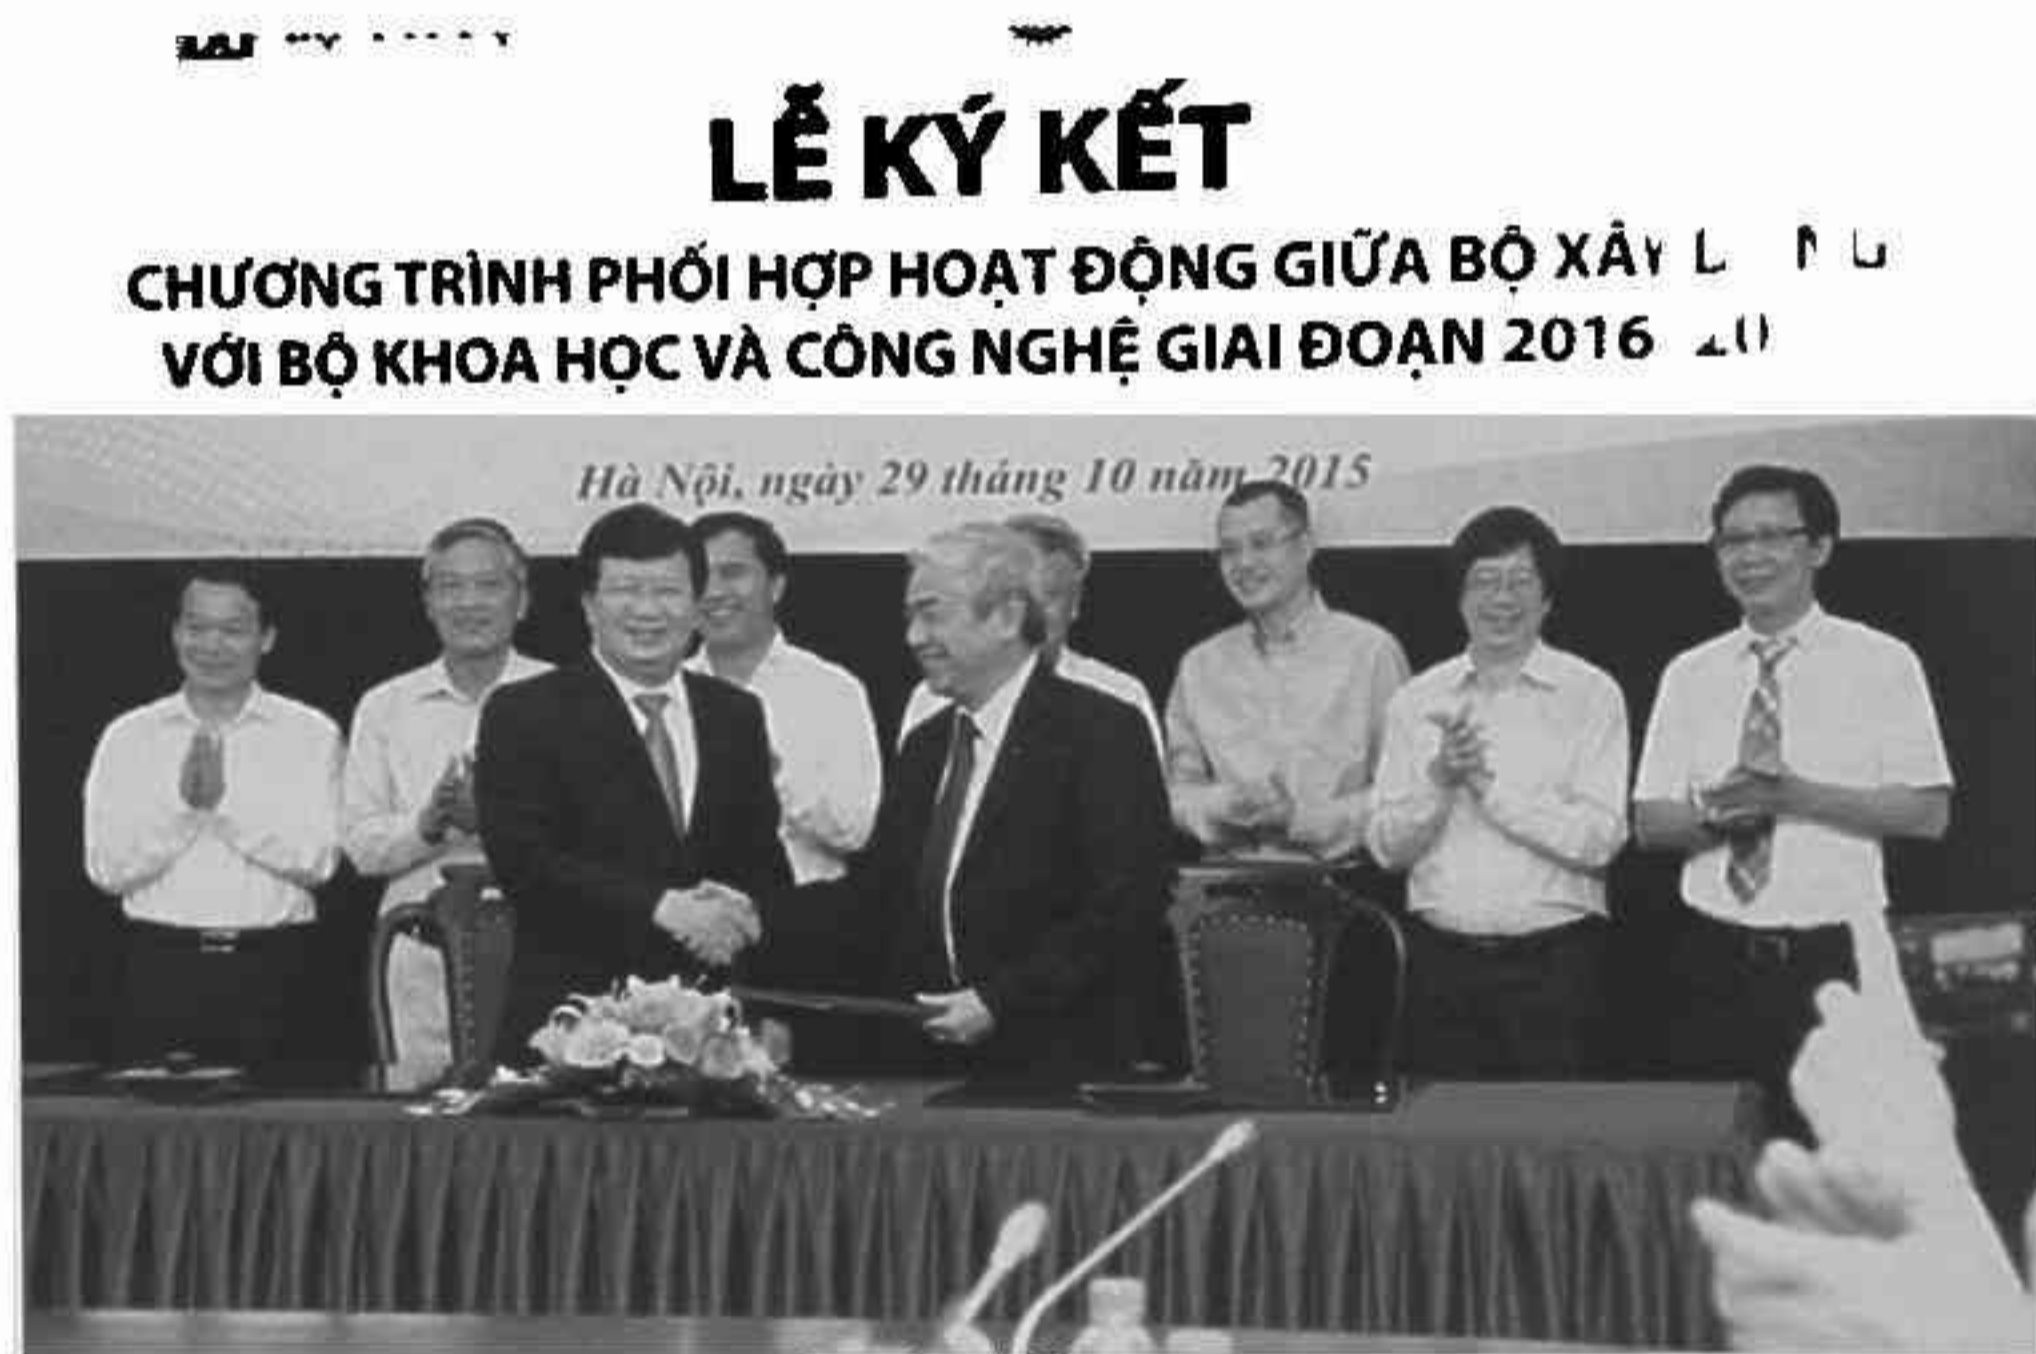 LỄ KÝ KẾT
CHƯƠNG TRÌNH PHỐI HỢP HOẠT ĐỘNG GIỮA BỘ XÂY
VỚI BỘ KHOA HỌC VÀ CÔNG NGHỆ GIAI ĐOẠN 2016
Hà Nội, ngày 29 tháng 10 năm 2015